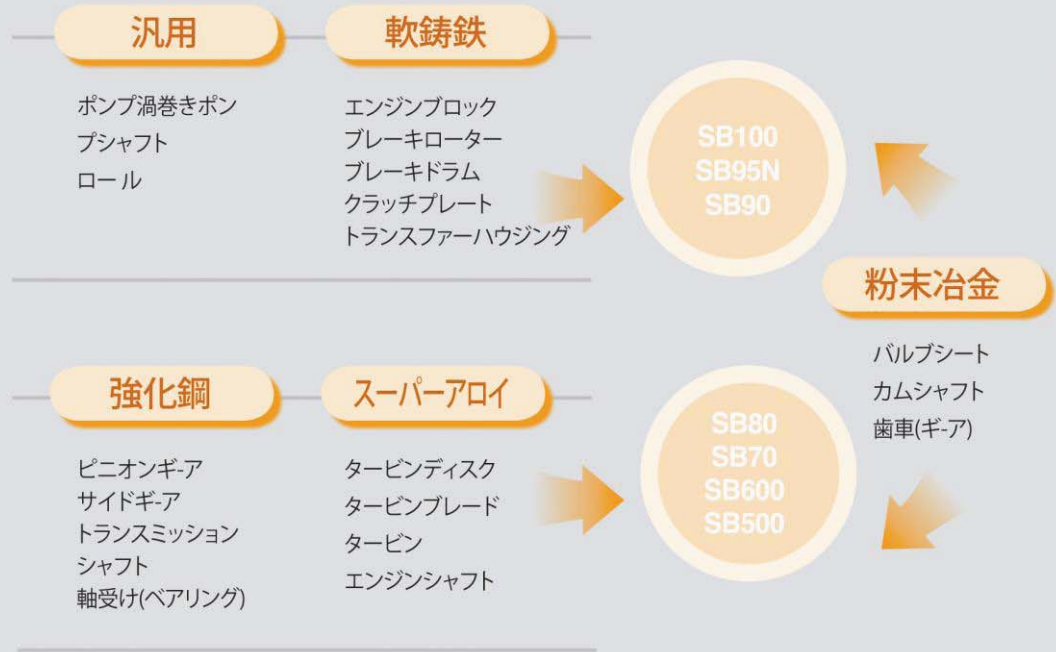 汎用
ポンプ渦巻きポン
プシャフト
ロール
軟鋳鉄
エンジンブロック
ブレーキローター
ブレーキドラム
クラッチプレート
トランスファーハウジング
SB100
SB95N
SB90
粉末冶金
バルブシート
カムシャフト
歯車(ギ-ア)
強化鋼
ピニオンギ-ア
サイドギ-ア
トランスミッション
シャフト
軸受け(ベアリング)
スーパーアロイ
タービンディスク
タービンブレード
タービン
エンジンシャフト
SB80
SB70
SB600
SB500